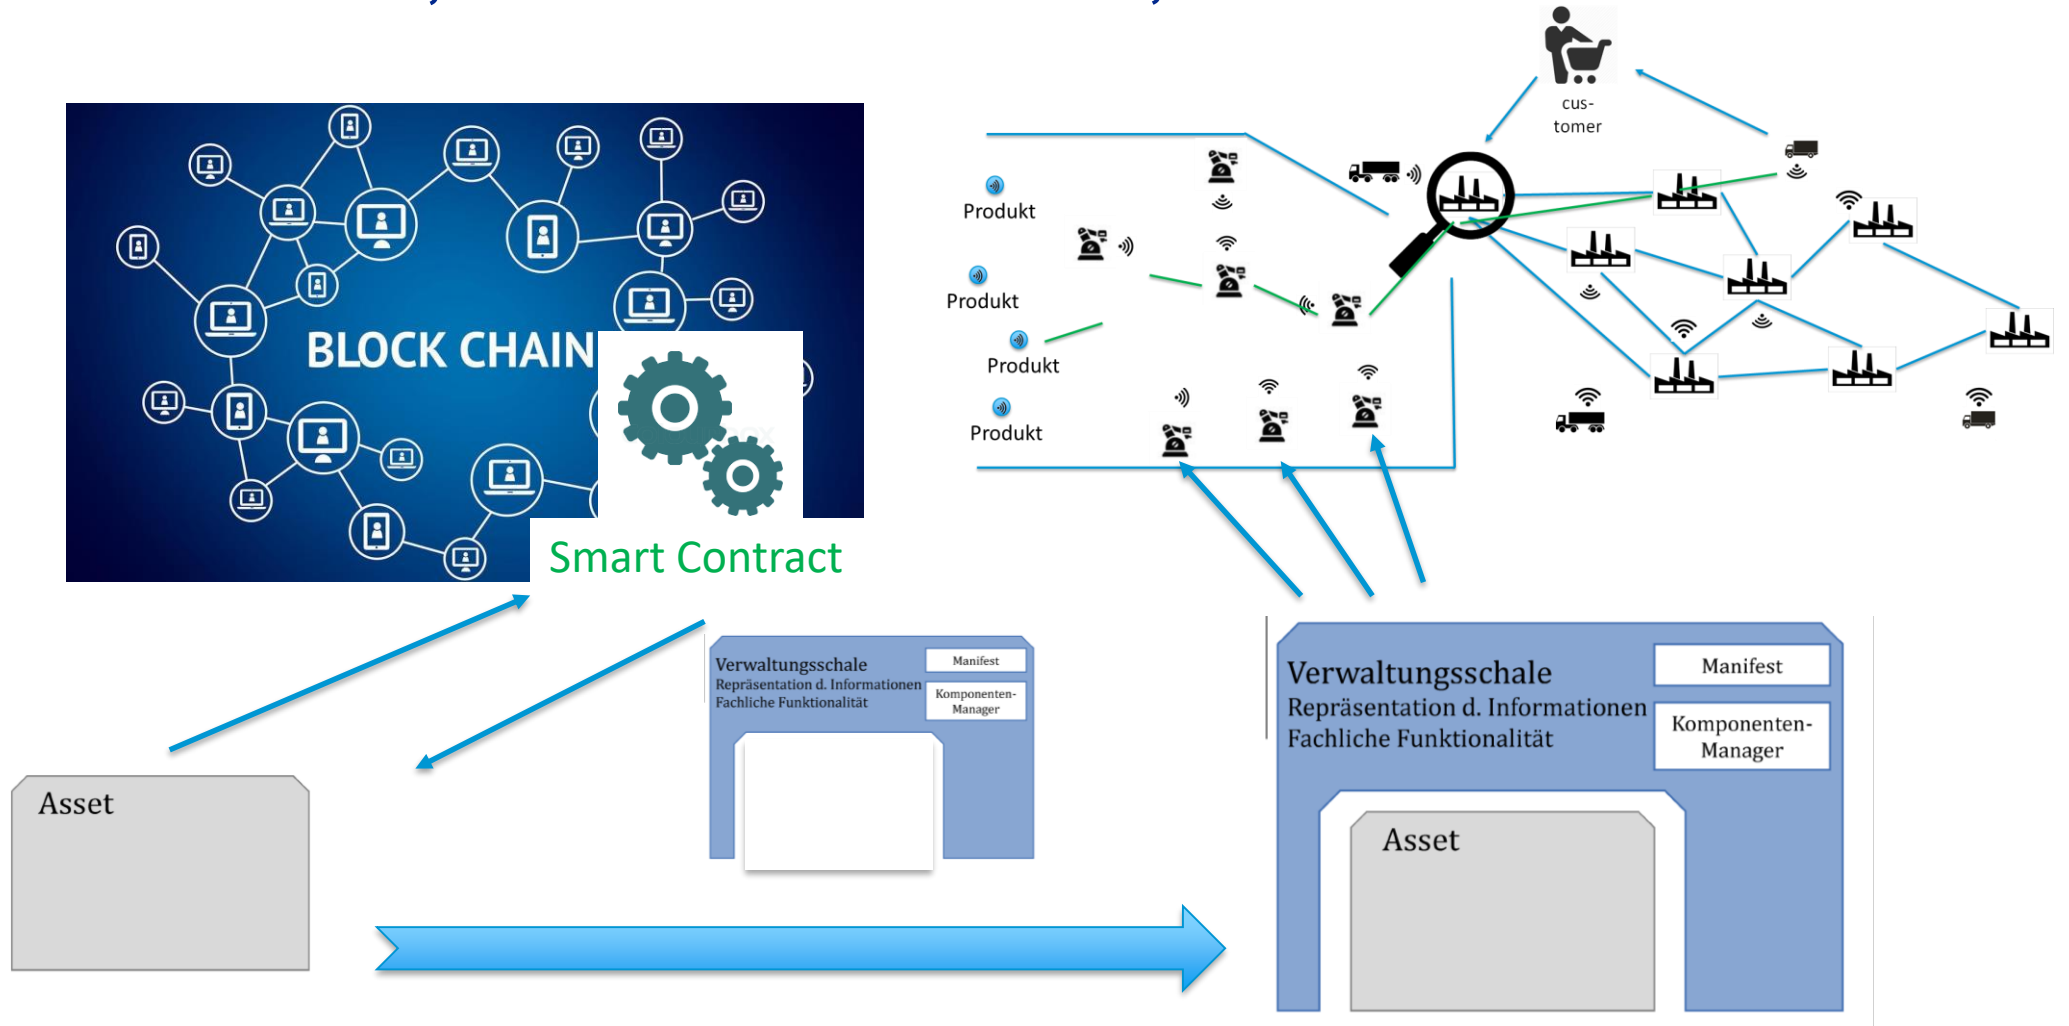 cus-
tomer
Produkt
Produkt
Produkt
Produkt
BLOCK CHAIN
Smart Contract
Verwaltungsschale
Repräsentation d. Informationen
Fachliche Funktionalität
Manifest
Komponenten-
Manager
Verwaltungsschale
Repräsentation d. Informationen
Fachliche Funktionalität
Manifest
Komponenten-
Manager
Asset
Asset